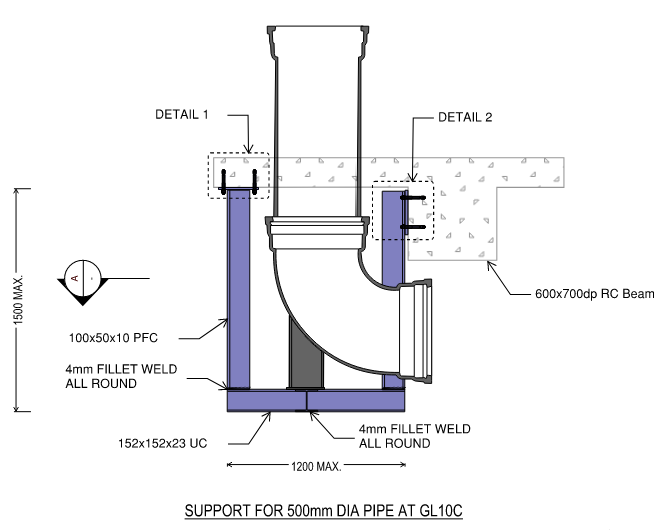 DETAIL 1
DETAIL 2
600x700dp RC Beam
1500 MAX.
A
-
100x50x10 PFC
4mm FILLET WELD
ALL ROUND
152x152x23 UC
4mm FILLET WELD
ALL ROUND
1200 MAX.
SUPPORT FOR 500mm DIA PIPE AT GL10C